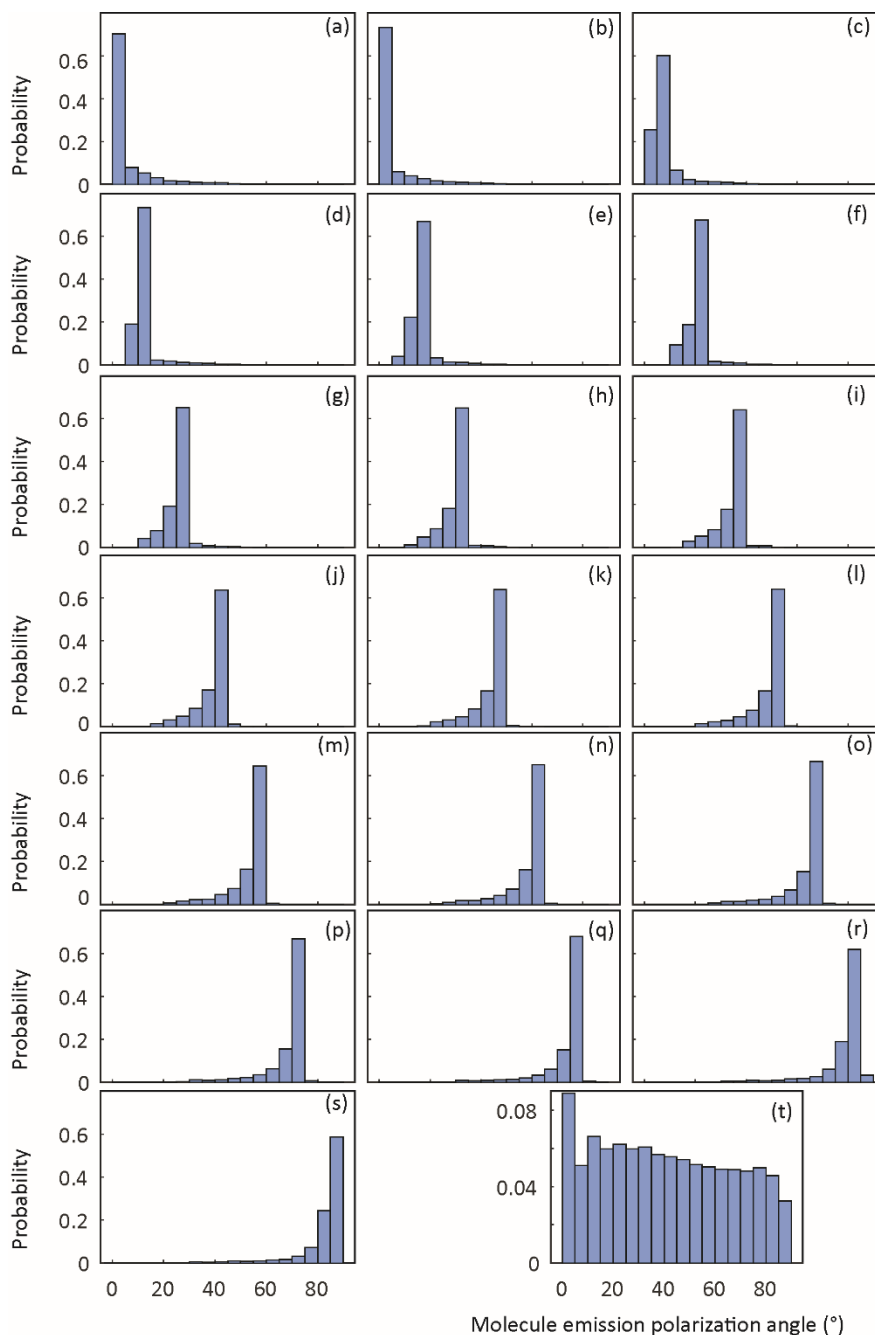 (a) (b) (c)
Probability
0.6
0.4
0.2
0
(d) (e) (f)
Probability
0.6
0.4
0.2
0
(g) (h) (i)
Probability
0.6
0.4
0.2
0
(j) (k) (l)
Probability
0.6
0.4
0.2
0
(m) (n) (o)
Probability
0.6
0.4
0.2
0
(p) (q) (r)
Probability
0.6
0.4
0.2
0
(s) (t)
Probability
0.6
0.4
0.2
0
0.08
0.04
0
0 20 40 60 80
0 20 40 60 80
Molecule emission polarization angle (°)